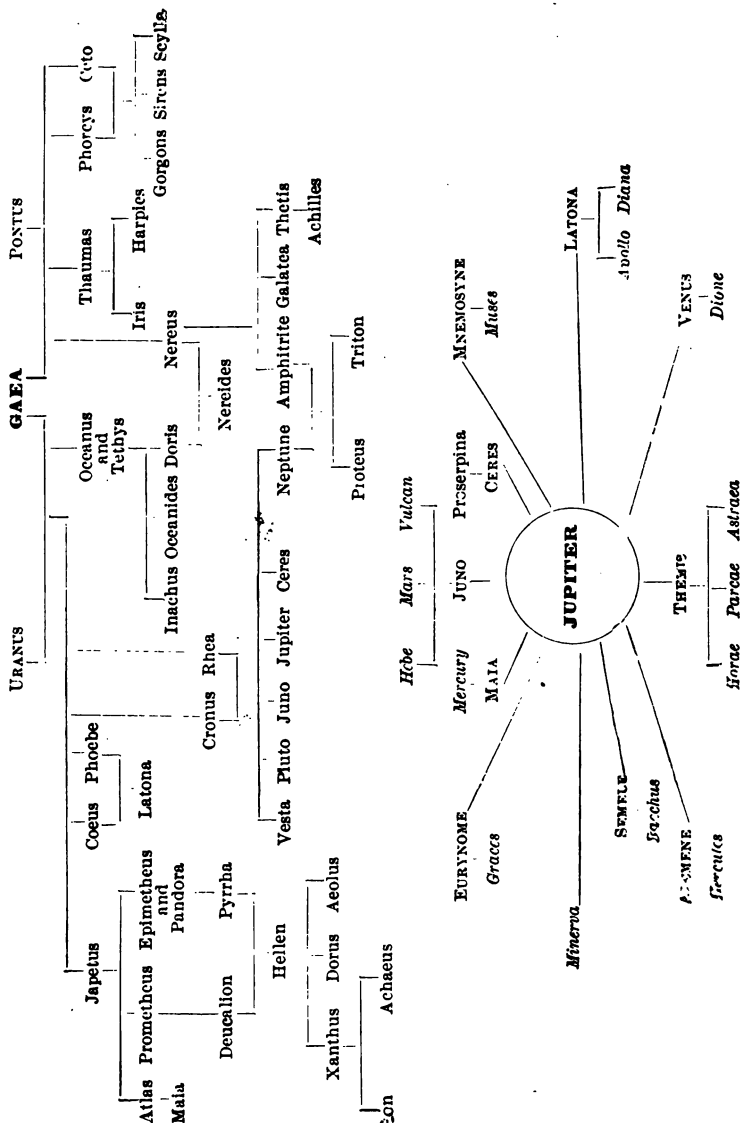 URANUS GAEA PONTUS
Japetus Coeus Phoebe Oceanus and Tethys Thaumas Phorcys Ceto
Atlas Prometheus Epimetheus and Pandora Latona Iris Harpies
Maia Inachus Oceanides Doris Nereus Gorgons Sirens Scylla
Deucalion Pyrrha Cronus Rhea Nereides
Hellen Vesta Pluto Juno Jupiter Ceres Neptune Amphitrite Galatea Thetis
Achilles
Xanthus Dorus Aeolus Proteus Triton
Achaeus
Hebe Mars Vulcan
Mercury JUNO Proserpina MNEMOSYNE
EURYNOME MAIA CERES Muses
Graces
Minerva JUPITER LATONA
SEMELE Apollo Diana
Bacchus
ALCMENE THEMIS VENUS
Hercules Horae Parcae Astraea Dione